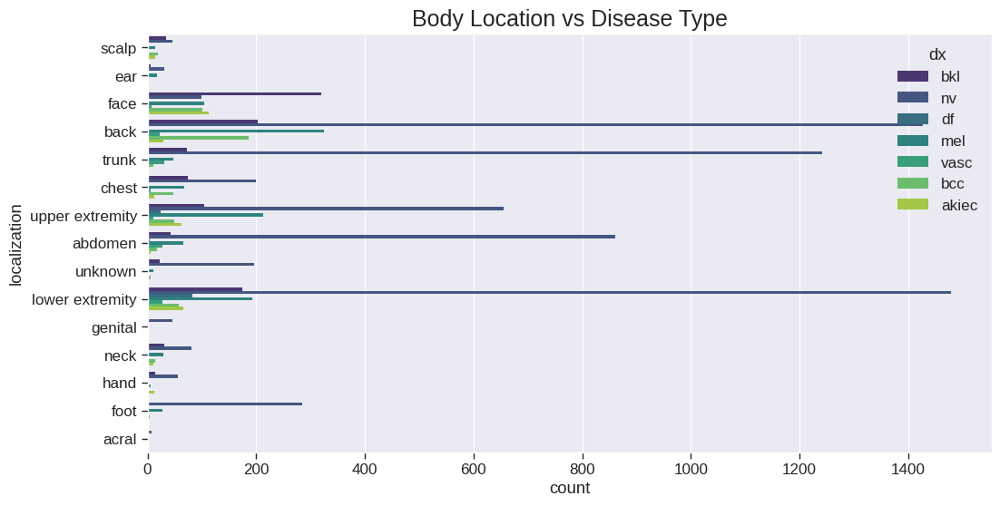 Body Location vs Disease Type
localization
scalp
ear
face
back
trunk
chest
upper extremity
abdomen
unknown
lower extremity
genital
neck
hand
foot
acral
dx
bkl
nv
df
mel
vasc
bcc
akiec
0 200 400 600 800 1000 1200 1400
count